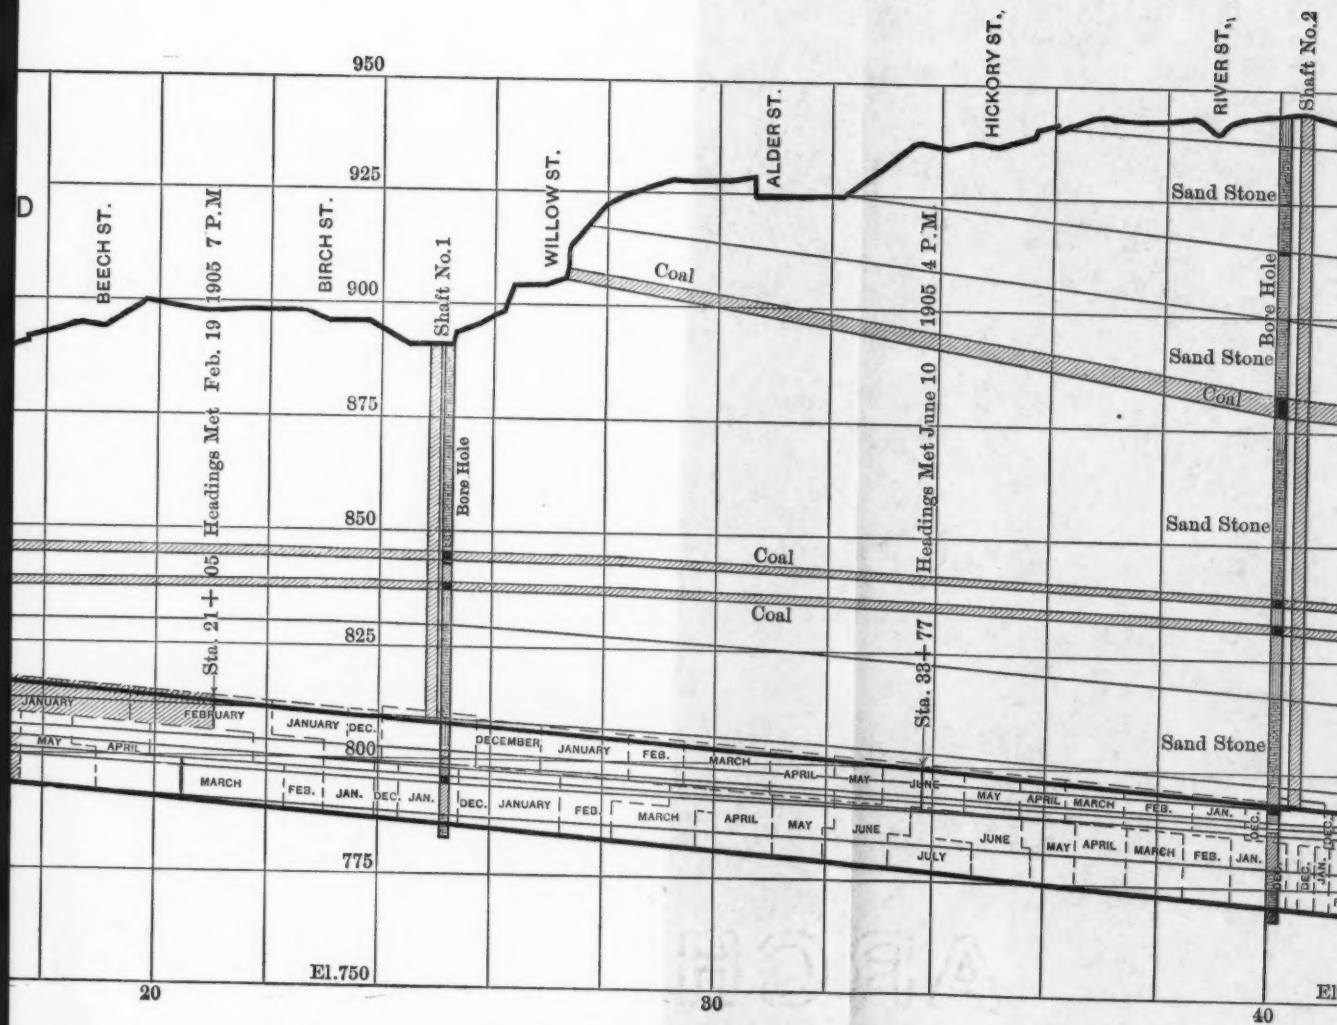 950
HICKORY ST.,
RIVER ST.,
Shaft No.2
925
ALDER ST.
Sand Stone
D
BEECH ST.
BIRCH ST.
WILLOW ST.
Shaft No.1
Coal
Bore Hole
900
Sand Stone
Coal
875
Sta. 21+05 Headings Met Feb. 19 1905 7 P.M.
Bore Hole
Sta. 33+77 Headings Met June 10 1905 4 P.M.
850
Sand Stone
Coal
Coal
825
Sand Stone
JANUARY
FEBRUARY
JANUARY
DEC.
DECEMBER
JANUARY
FEB.
MARCH
APRIL
MAY
JUNE
MAY
APRIL
MARCH
FEB.
JAN.
DEC.
DEC.
MAY
APRIL
800
MARCH
FEB.
JAN.
DEC.
JAN.
DEC.
JANUARY
FEB.
MARCH
APRIL
MAY
JUNE
JULY
JUNE
MAY
APRIL
MARCH
FEB.
JAN.
DEC.
DEC.
JAN.
775
El.750
El
20
30
40